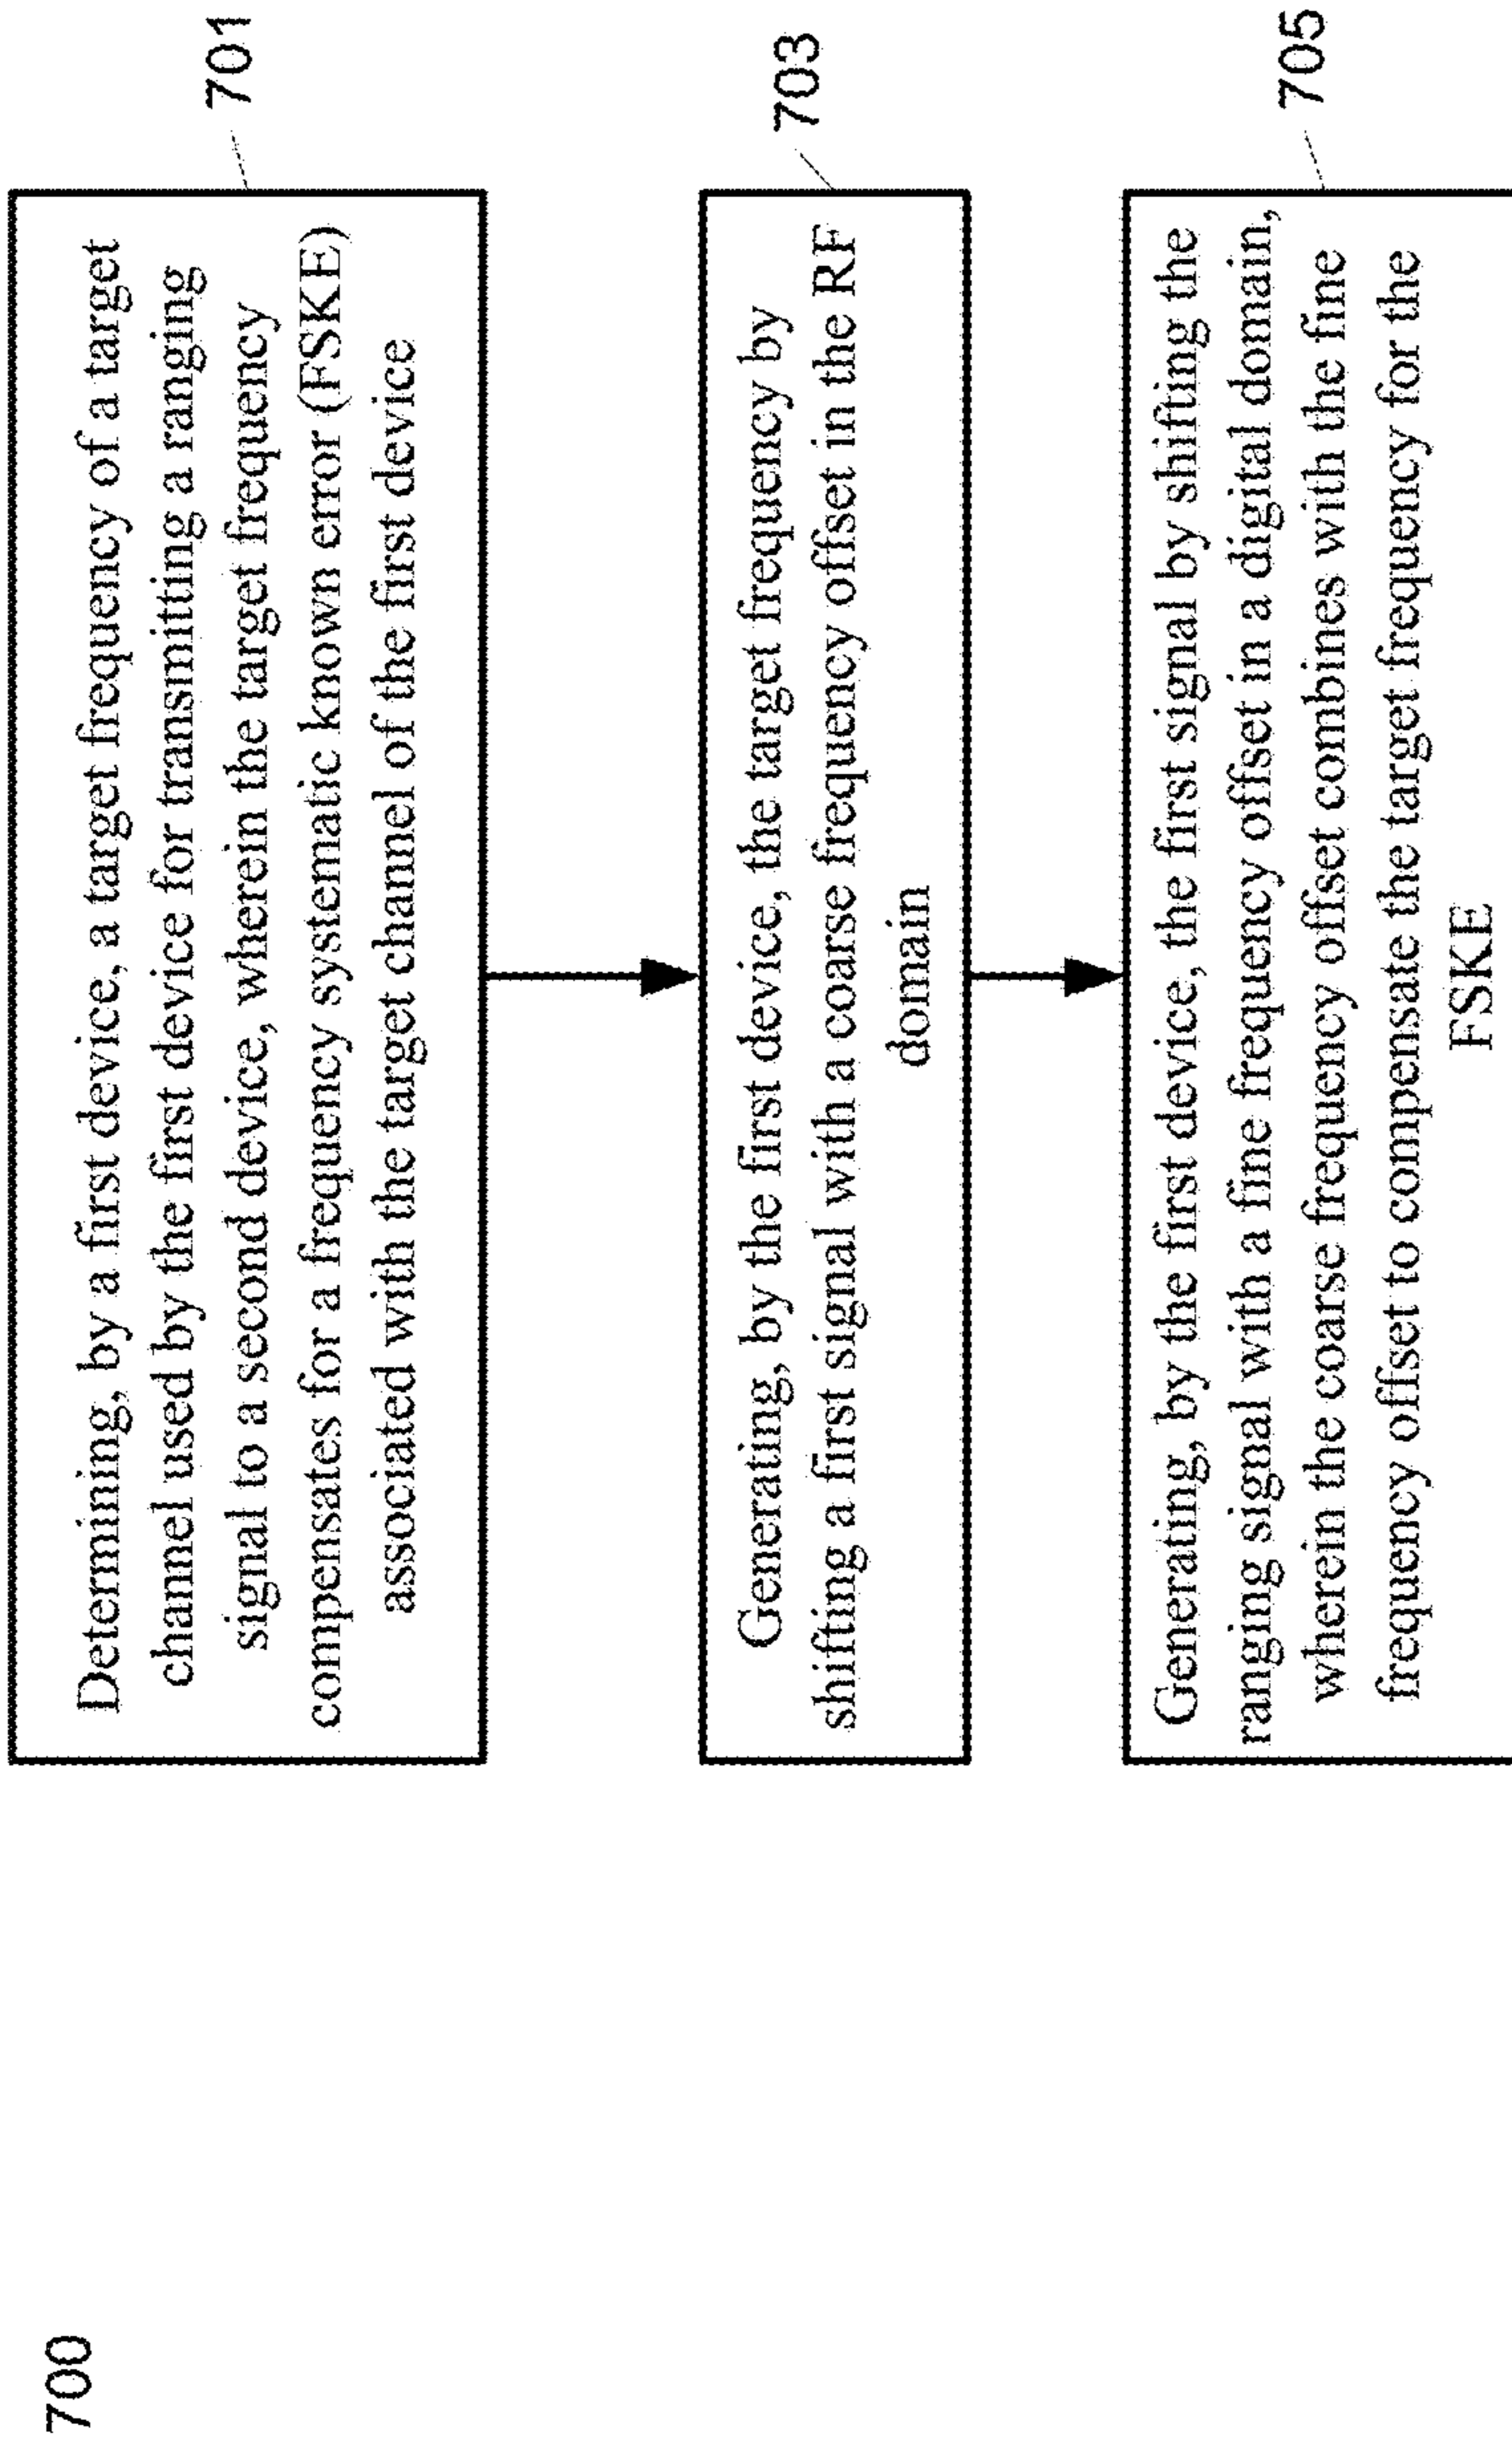 700
Determining, by a first device, a target frequency of a target
channel used by the first device for transmitting a ranging
signal to a second device, wherein the target frequency
compensates for a frequency systematic known error (FSKE)
associated with the target channel of the first device
701
Generating, by the first device, the target frequency by
shifting a first signal with a coarse frequency offset in the RF
domain
703
Generating, by the first device, the first signal by shifting the
ranging signal with a fine frequency offset in a digital domain,
wherein the coarse frequency offset combines with the fine
frequency offset to compensate the target frequency for the
FSKE
705